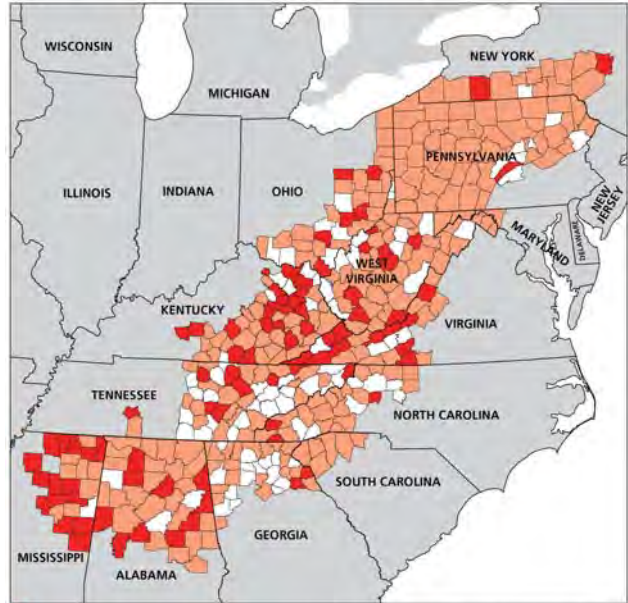 WISCONSIN
NEW YORK
MICHIGAN
PENNSYLVANIA
ILLINOIS
INDIANA
OHIO
NEW
JERSEY
MARYLAND
DELAWARE
WEST
VIRGINIA
KENTUCKY
VIRGINIA
TENNESSEE
NORTH CAROLINA
SOUTH CAROLINA
GEORGIA
MISSISSIPPI
ALABAMA